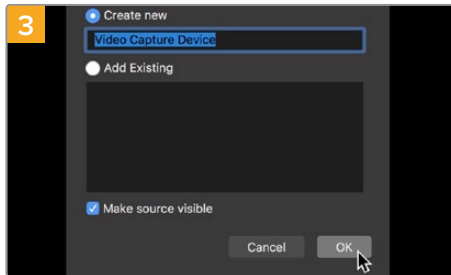 3
Create new
Video Capture Device
Add Existing
Make source visible
Cancel OK